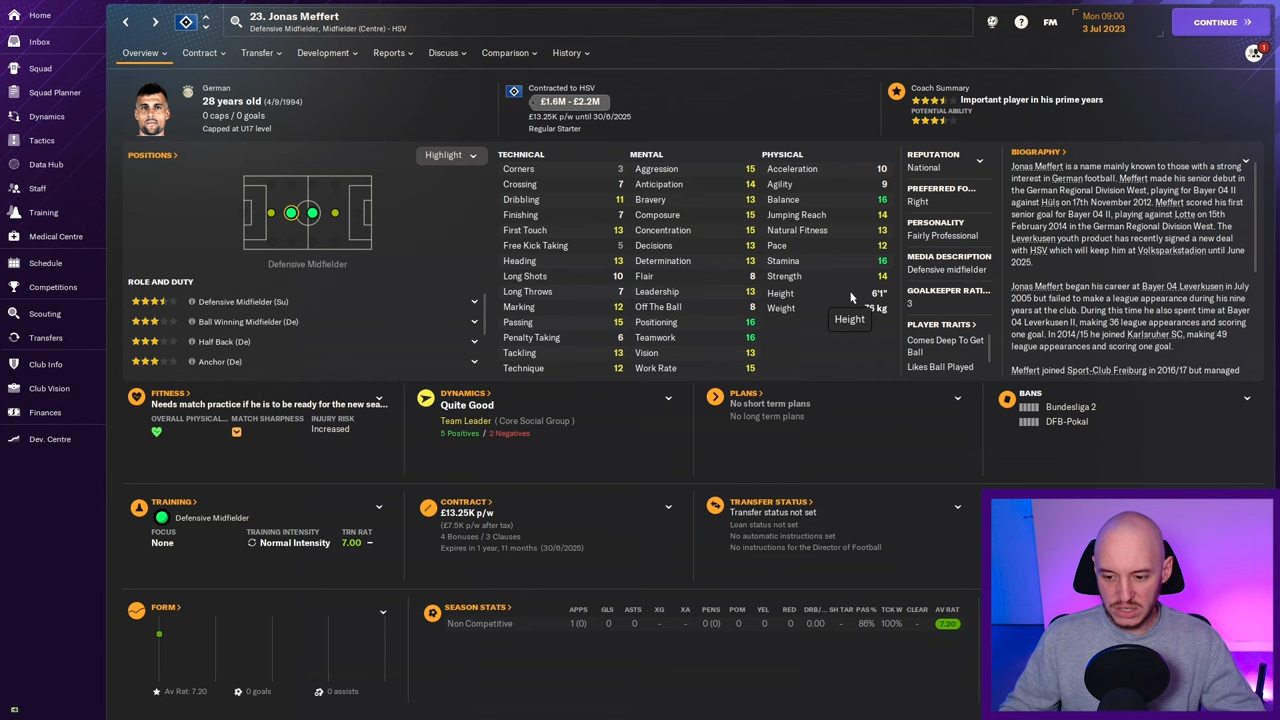 Home
Inbox
Squad
Squad Planner
Dynamics
Tactics
Data Hub
Staff
Training
Medical Centre
Schedule
Competitions
Scouting
Transfers
Club Info
Club Vision
Finances
Dev. Centre
23. Jonas Meffert
Defensive Midfielder, Midfielder (Centre) - HSV
?
FM
Mon 09:00
3 Jul 2023
CONTINUE
1
Overview
Contract
Transfer
Development
Reports
Discuss
Comparison
History
German
28 years old (4/9/1994)
0 caps / 0 goals
Capped at U17 level
Contracted to HSV
£1.6M - £2.2M
£13.25K p/w until 30/6/2025
Regular Starter
Coach Summary
Important player in his prime years
POTENTIAL ABILITY
POSITIONS
Highlight
Defensive Midfielder
ROLE AND DUTY
Defensive Midfielder (Su)
Ball Winning Midfielder (De)
Half Back (De)
Anchor (De)
TECHNICAL
Corners 3
Crossing 7
Dribbling 11
Finishing 7
First Touch 13
Free Kick Taking 5
Heading 13
Long Shots 10
Long Throws 7
Marking 12
Passing 15
Penalty Taking 6
Tackling 13
Technique 12
MENTAL
Aggression 15
Anticipation 14
Bravery 13
Composure 15
Concentration 15
Decisions 13
Determination 13
Flair 8
Leadership 13
Off The Ball 8
Positioning 16
Teamwork 16
Vision 13
Work Rate 15
PHYSICAL
Acceleration 10
Agility 9
Balance 16
Jumping Reach 14
Natural Fitness 13
Pace 12
Stamina 16
Strength 14
Height 6'1"
Weight kg
Height
REPUTATION
National
PREFERRED FO...
Right
PERSONALITY
Fairly Professional
MEDIA DESCRIPTION
Defensive midfielder
GOALKEEPER RATI...
3
PLAYER TRAITS
Comes Deep To Get
Ball
Likes Ball Played
BIOGRAPHY
Jonas Meffert is a name mainly known to those with a strong
interest in German football. Meffert made his senior debut in
the German Regional Division West, playing for Bayer 04 II
against Hüls on 17th November 2012. Meffert scored his first
senior goal for Bayer 04 II, playing against Lotte on 15th
February 2014 in the German Regional Division West. The
Leverkusen youth product has recently signed a new deal
with HSV which will keep him at Volksparkstadion until June
2025.
Jonas Meffert began his career at Bayer 04 Leverkusen in July
2005 but failed to make a league appearance during his nine
years at the club. During this time he also spent time at Bayer
04 Leverkusen II, making 36 league appearances and scoring
one goal. In 2014/15 he joined Karlsruher SC, making 49
league appearances and scoring one goal.
Meffert joined Sport-Club Freiburg in 2016/17 but managed
FITNESS
Needs match practice if he is to be ready for the new sea...
OVERALL PHYSICAL... MATCH SHARPNESS INJURY RISK
Increased
DYNAMICS
Quite Good
Team Leader ( Core Social Group )
5 Positives / 2 Negatives
PLANS
No short term plans
No long term plans
BANS
Bundesliga 2
DFB-Pokal
TRAINING
Defensive Midfielder
FOCUS TRAINING INTENSITY TRN RAT
None Normal Intensity 7.00
CONTRACT
£13.25K p/w
(£7.5K p/w after tax)
4 Bonuses / 3 Clauses
Expires in 1 year, 11 months (30/6/2025)
TRANSFER STATUS
Transfer status not set
Loan status not set
No automatic instructions set
No instructions for the Director of Football
FORM
Av Rat: 7.20 0 goals 0 assists
SEASON STATS APPS GLS ASTS XG XA PENS POM YEL RED DRB/... SH TAR PAS% TCK W CLEAR AV RAT
Non Competitive 1 (0) 0 0 - - 0 (0) 0 0 0 0.00 - 86% 100% - 7.20